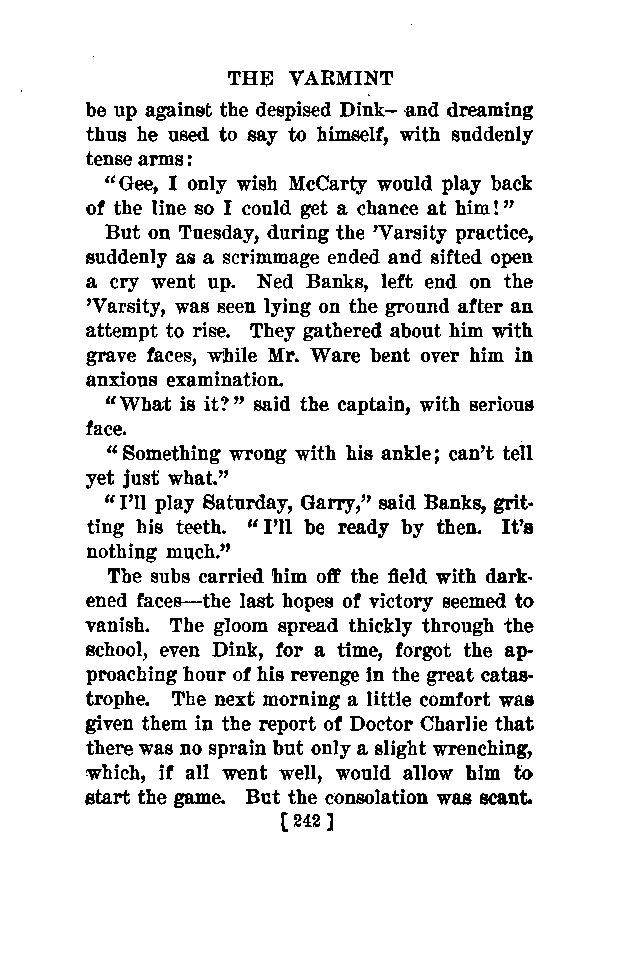 THE VARMINT
be up against the despised Dink— and dreaming
thus he used to say to himself, with suddenly
tense arms:
"Gee, I only wish McCarty would play back
of the line so I could get a chance at him!"
But on Tuesday, during the 'Varsity practice,
suddenly as a scrimmage ended and sifted open
a cry went up. Ned Banks, left end on the
'Varsity, was seen lying on the ground after an
attempt to rise. They gathered about him with
grave faces, while Mr. Ware bent over him in
anxious examination.
"What is it?" said the captain, with serious
face.
"Something wrong with his ankle; can't tell
yet just what."
"I'll play Saturday, Garry," said Banks, grit-
ting his teeth. "I'll be ready by then. It's
nothing much."
The subs carried him off the field with dark-
ened faces—the last hopes of victory seemed to
vanish. The gloom spread thickly through the
school, even Dink, for a time, forgot the ap-
proaching hour of his revenge in the great catas-
trophe. The next morning a little comfort was
given them in the report of Doctor Charlie that
there was no sprain but only a slight wrenching,
which, if all went well, would allow him to
start the game. But the consolation was scant.
[ 242 ]